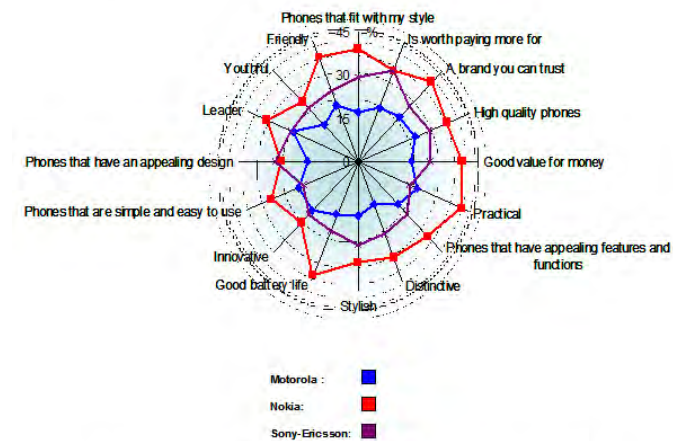 Phones that fit with my style
45
%
Friendly
Is worth paying more for
Youthful
30
A brand you can trust
Leader
15
High quality phones
Phones that have an appealing design
0
Good value for money
Phones that are simple and easy to use
Practical
Innovative
Phones that have appealing features and
functions
Good battery life
Distinctive
Stylish
Motorola :
Nokia:
Sony-Ericsson: